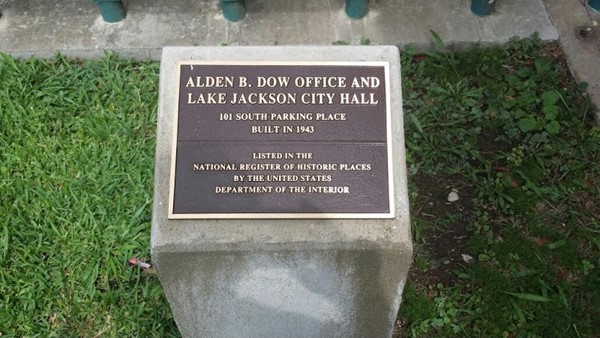 ALDEN B. DOW OFFICE AND
LAKE JACKSON CITY HALL
101 SOUTH PARKING PLACE
BUILT IN 1943
LISTED IN THE
NATIONAL REGISTER OF HISTORIC PLACES
BY THE UNITED STATES
DEPARTMENT OF THE INTERIOR